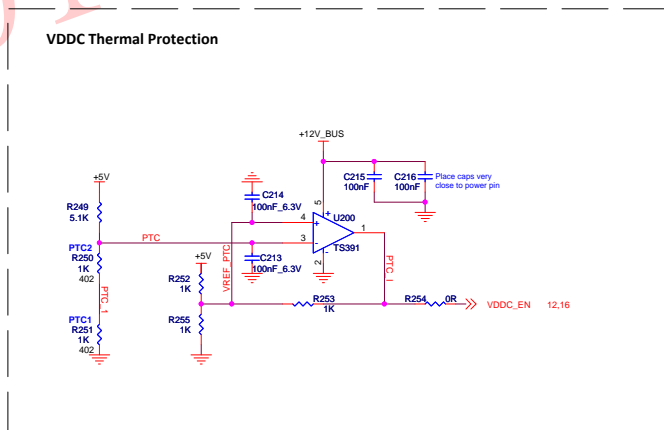 VDDC Thermal Protection
+12V_BUS
+5V
C214
100nF_6.3V
C215
100nF
C216
100nF
Place caps very
close to power pin
R249
5.1K
5
+
U200
4
+
1
PTC
3
-
TS391
-
2
PTC2
R250
1K
402
+5V
C213
100nF_6.3V
VREF_PTC
PTC_I
R252
1K
PTC_1
R253
1K
R254
0R
VDDC_EN
12,16
PTC1
R251
1K
402
R255
1K